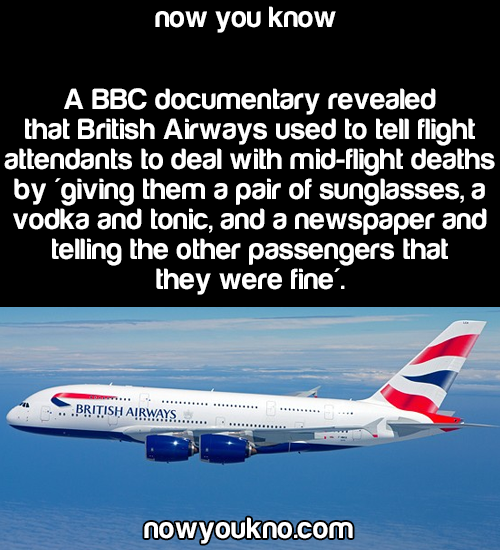 now you know
A BBC documentary revealed
that British Airways used to tell flight
attendants to deal with mid-flight deaths
by ´giving them a pair of sunglasses, a
vodka and tonic, and a newspaper and
telling the other passengers that
they were fine´.
BRITISH AIRWAYS
nowyoukno.com